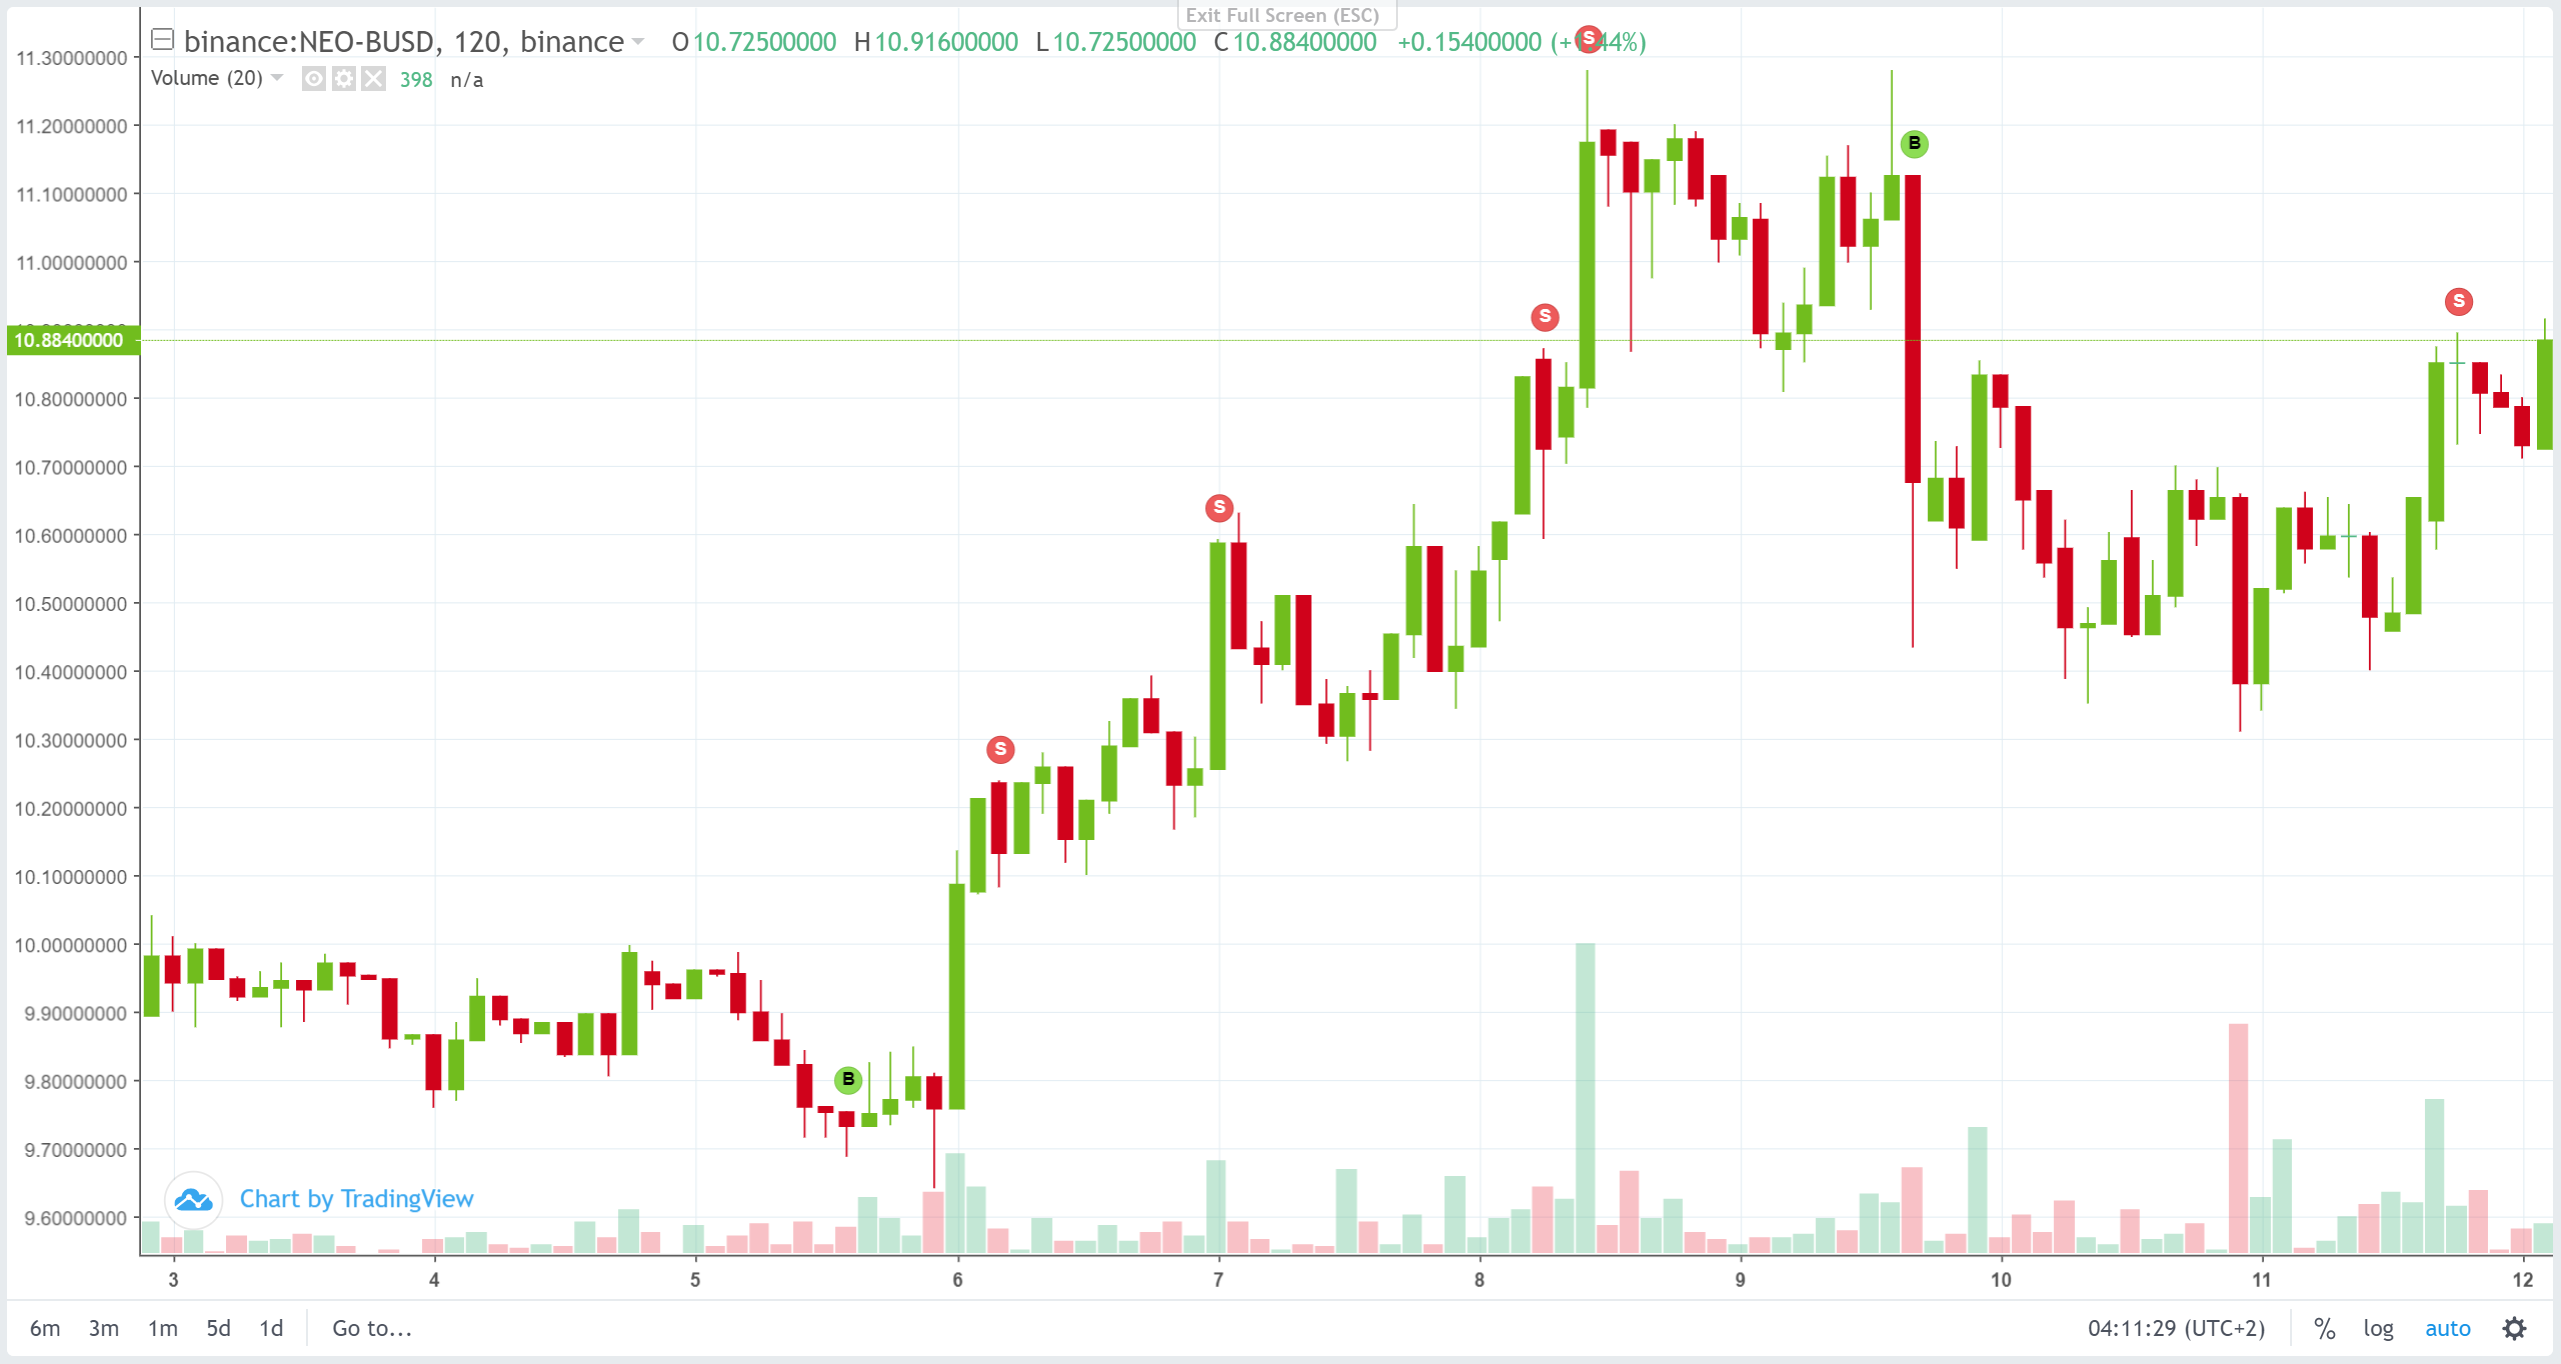 Exit Full Screen (ESC)
binance:NEO-BUSD, 120, binance O10.72500000 H10.91600000 L10.72500000 C10.88400000 +0.15400000 (+1.44%)
Volume (20) 398 n/a
S
B
S
S
S
S
B
11.30000000
11.20000000
11.10000000
11.00000000
10.88400000
10.80000000
10.70000000
10.60000000
10.50000000
10.40000000
10.30000000
10.20000000
10.10000000
10.00000000
9.90000000
9.80000000
9.70000000
9.60000000
Chart by TradingView
3 4 5 6 7 8 9 10 11 12
6m 3m 1m 5d 1d Go to... 04:11:29 (UTC+2) % log auto